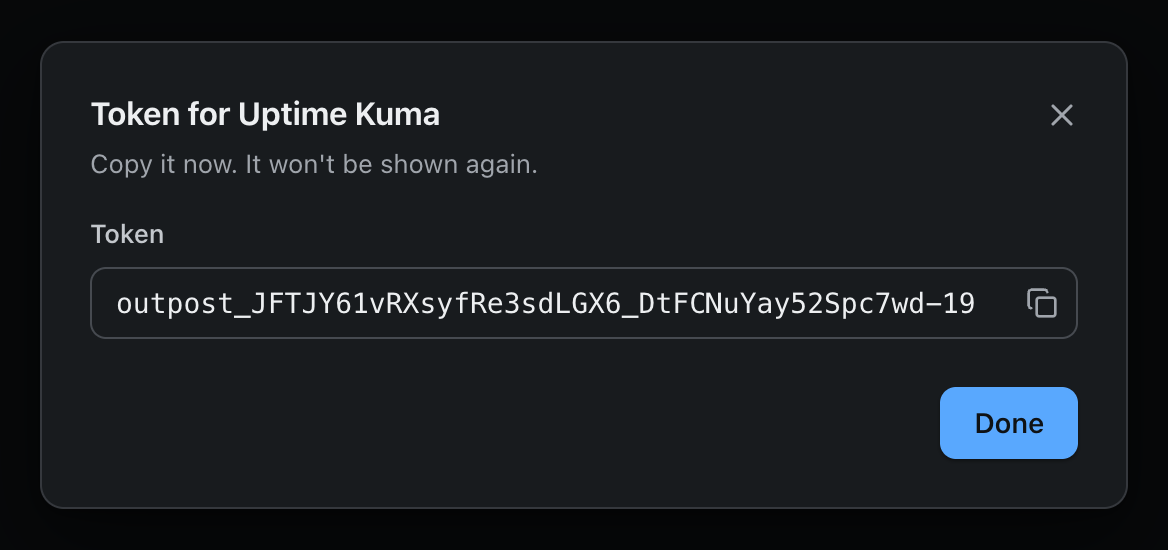 Token for Uptime Kuma
Copy it now. It won't be shown again.
Token
outpost_JFTJY61vRXsyfRe3sdLGX6_DtFCNuYay52Spc7wd-19
Done